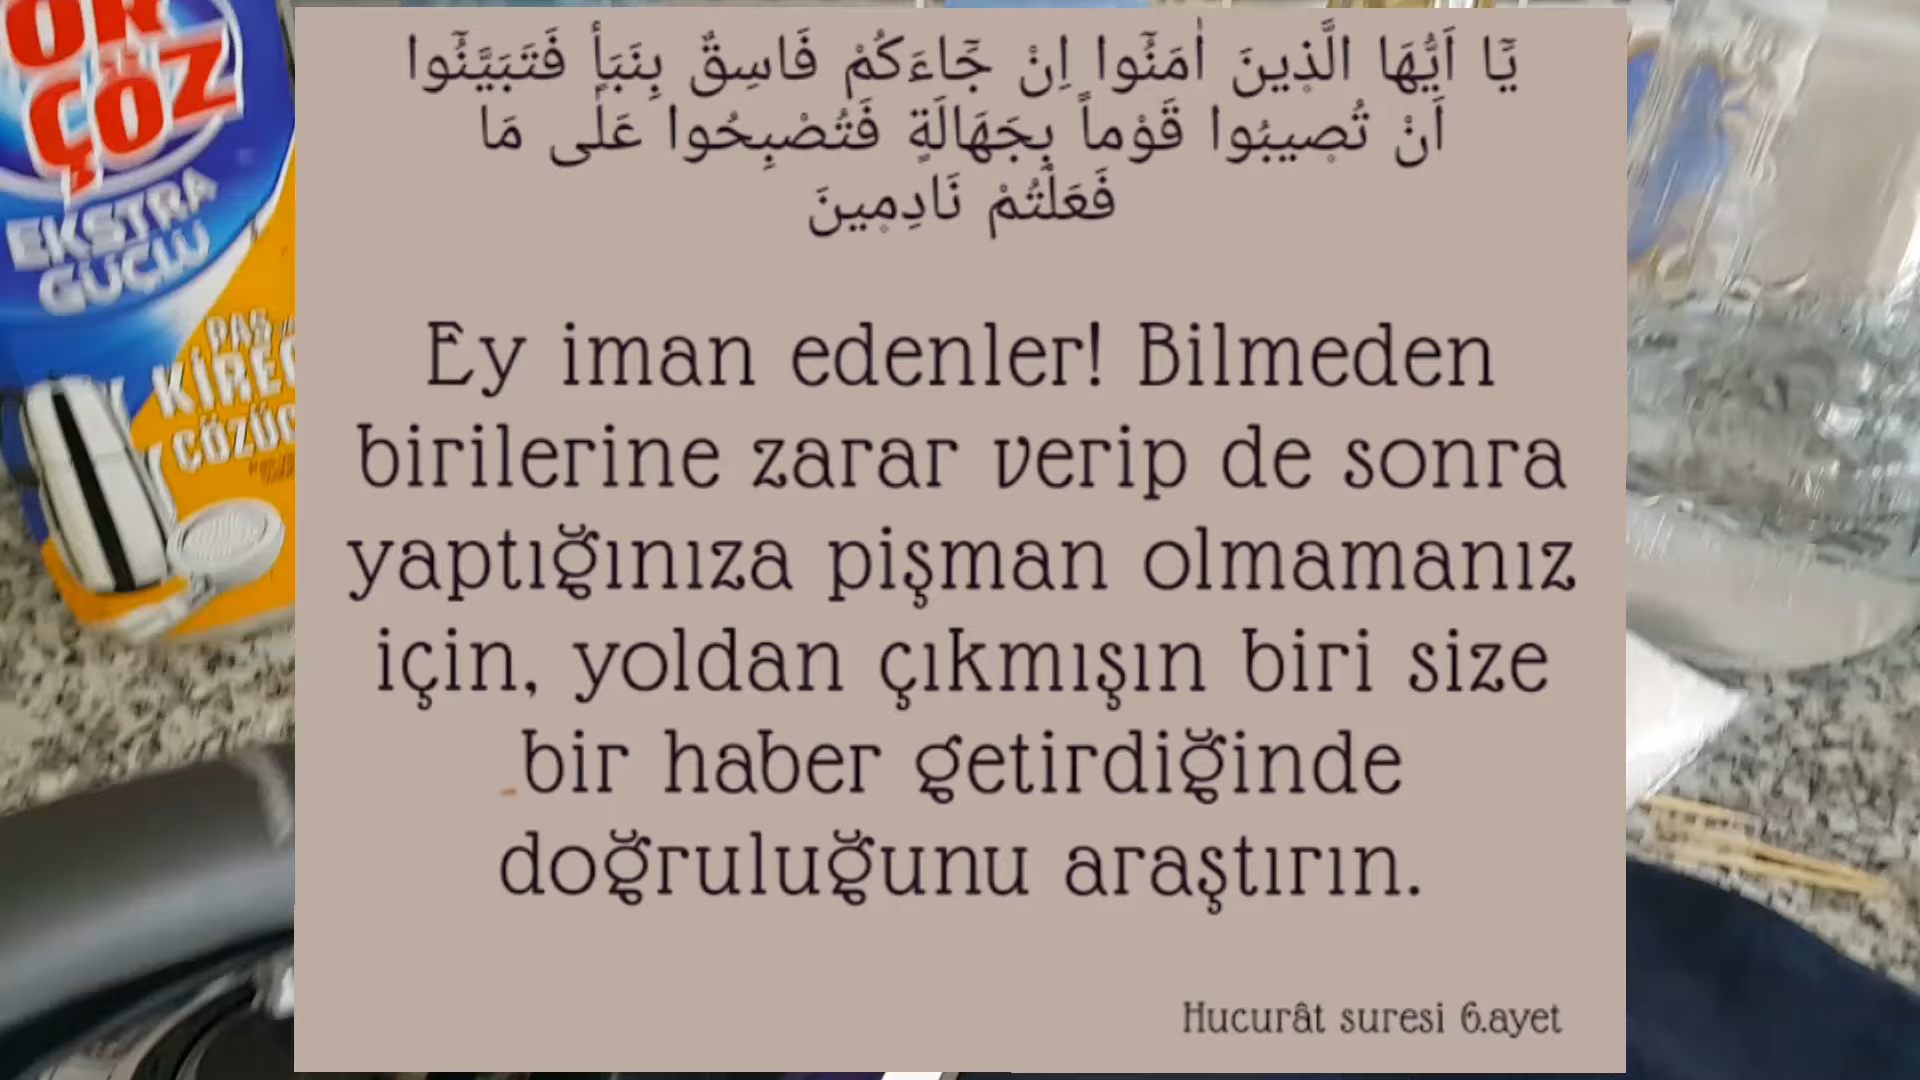 يَٓا اَيُّهَا الَّذ۪ينَ اٰمَنُٓوا اِنْ جَٓاءَكُمْ فَاسِقٌ بِنَبَأٍ فَتَبَيَّنُٓوا
اَنْ تُص۪يبُوا قَوْماً بِجَهَالَةٍ فَتُصْبِحُوا عَلٰى مَا
فَعَلْتُمْ نَادِم۪ينَ
Ey iman edenler! Bilmeden
birilerine zarar verip de sonra
yaptığınıza pişman olmamanız
için, yoldan çıkmışın biri size
bir haber getirdiğinde
doğruluğunu araştırın.
Hucurât suresi 6.ayet
ÇÖZ
EKSTRA
GÜÇLÜ
PAS